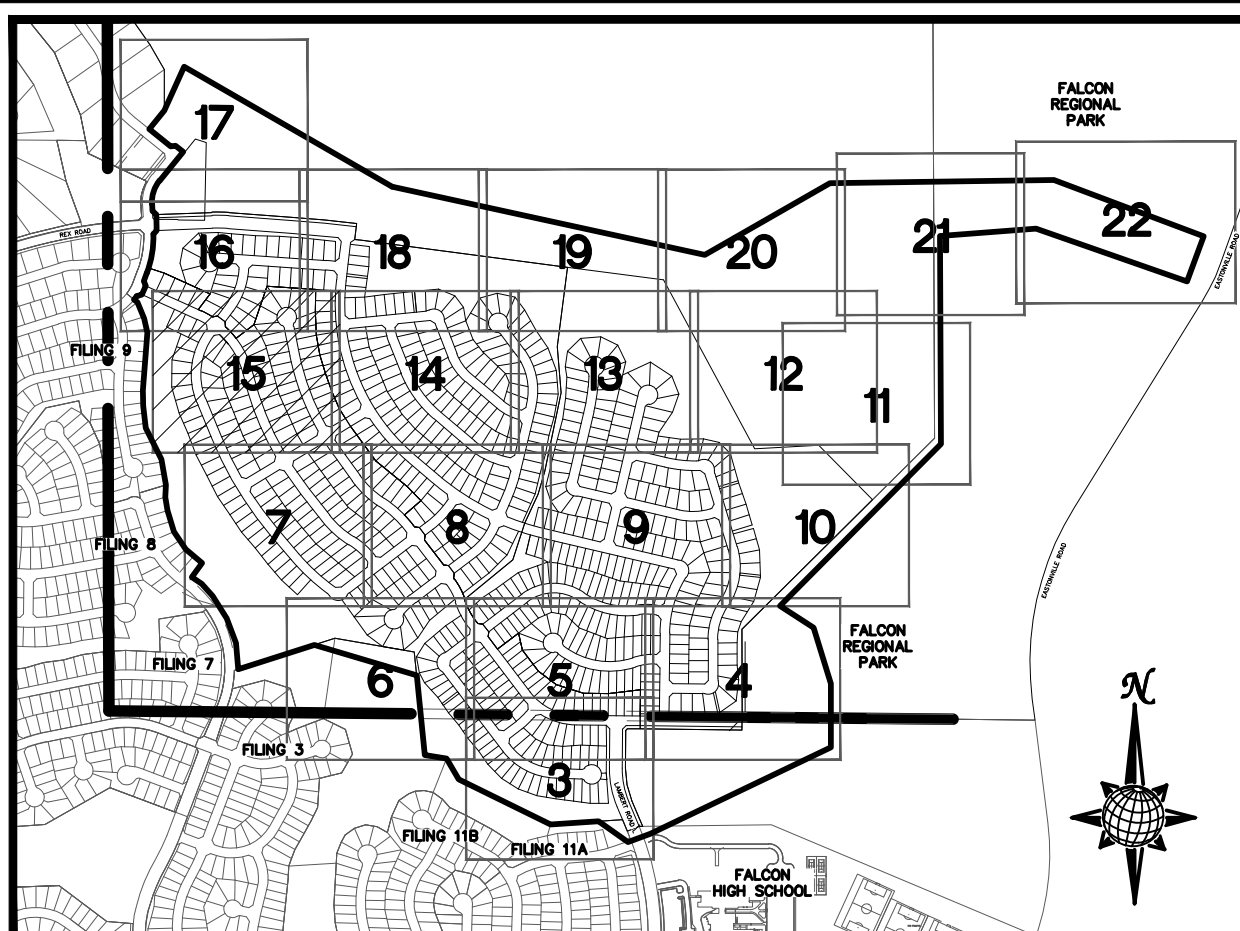 FALCON
REGIONAL
PARK
17
22
21
REX ROAD
16
18
19
20
EASTONVILLE ROAD
FILING 9
15
14
13
12
11
7
8
9
10
FILING 8
EASTONVILLE ROAD
FALCON
REGIONAL
PARK
FILING 7
6
5
4
N
FILING 3
3
LAMBERT ROAD
FILING 11B
FILING 11A
FALCON
HIGH SCHOOL